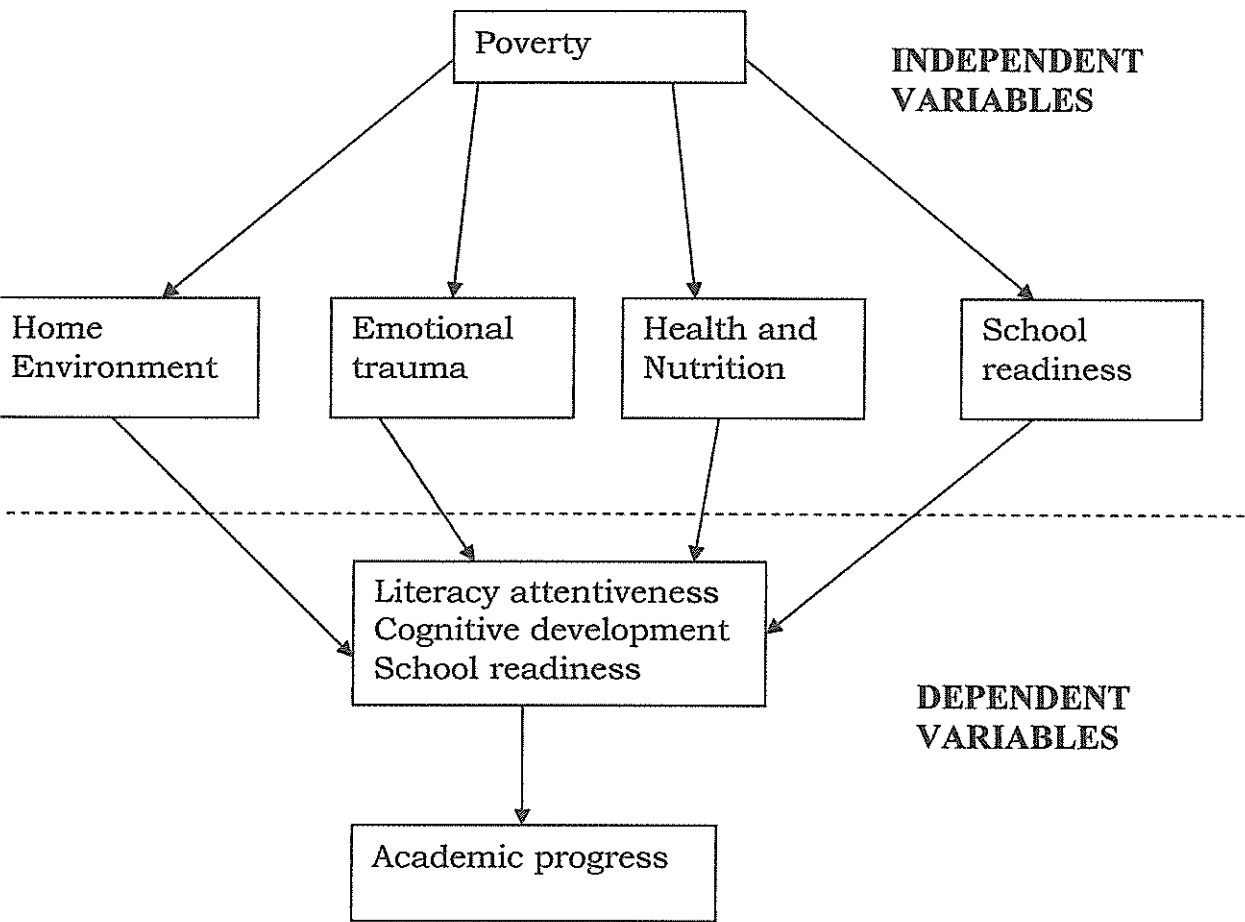 Poverty
INDEPENDENT
VARIABLES
Home
Environment
Emotional
trauma
Health and
Nutrition
School
readiness
Literacy attentiveness
Cognitive development
School readiness
DEPENDENT
VARIABLES
Academic progress